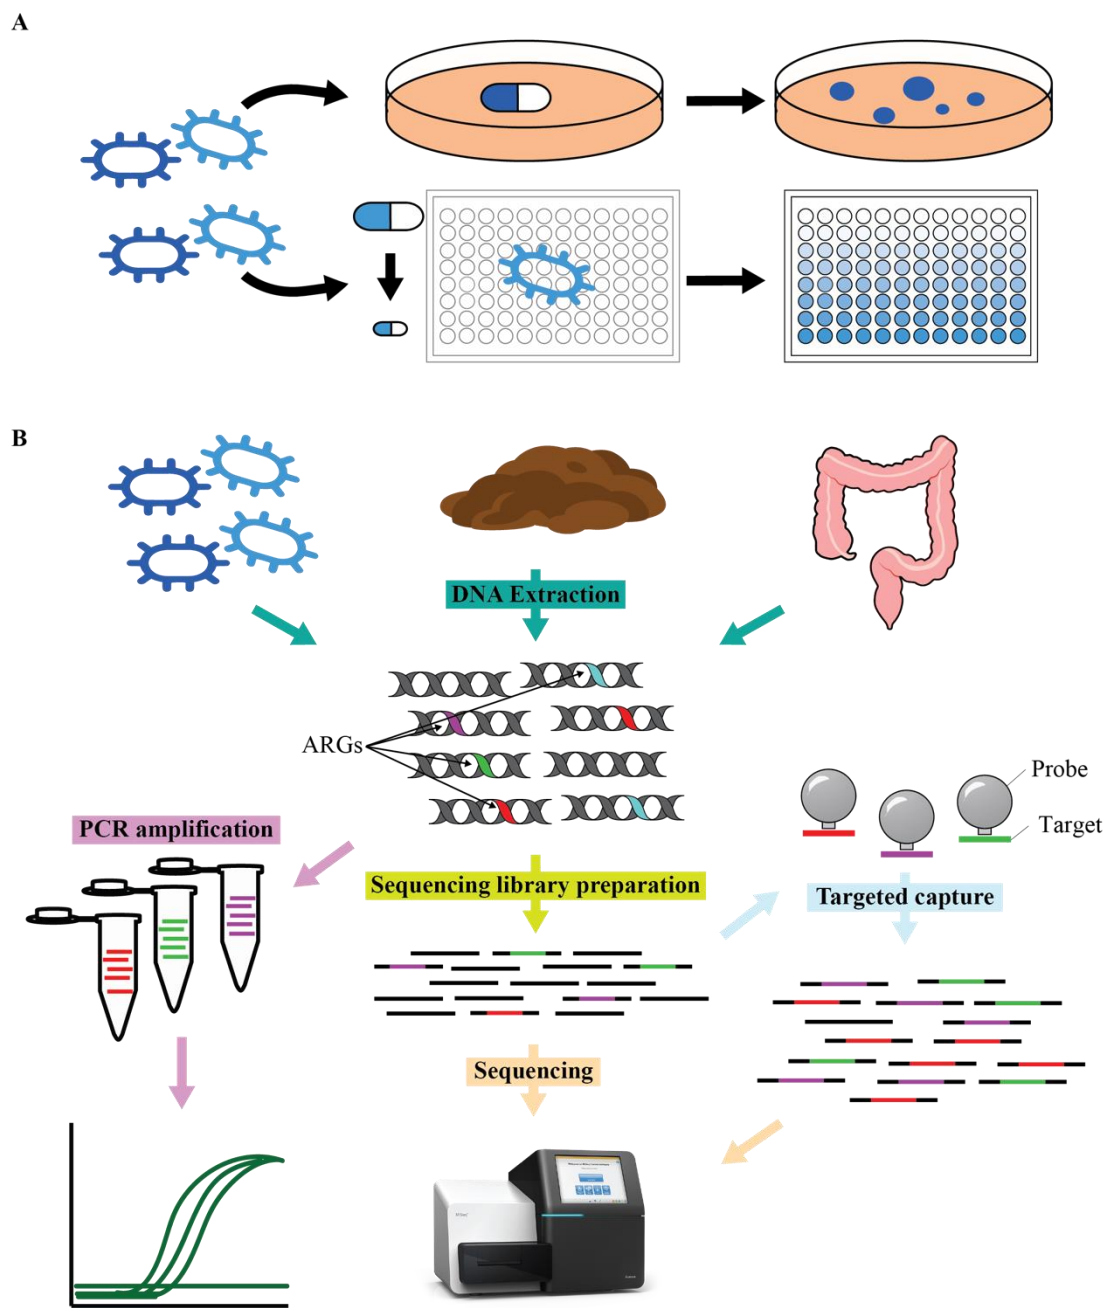 A
B
DNA Extraction
ARGs
Probe
Target
PCR amplification
Sequencing library preparation
Targeted capture
Sequencing